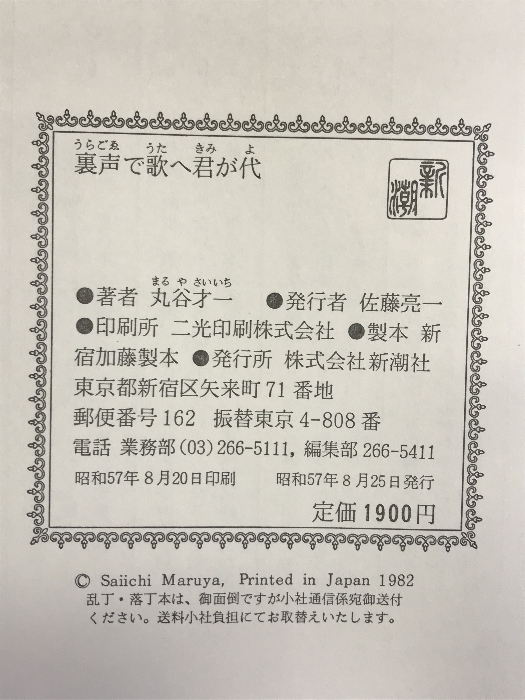 うらごゑ うた きみ よ
裏声で歌へ君が代
新潮
まるやさいいち
●著者 丸谷才一 ●発行者 佐藤亮一
●印刷所 二光印刷株式会社 ●製本 新
宿加藤製本 ●発行所 株式会社新潮社
東京都新宿区矢来町71番地
郵便番号162 振替東京4-808番
電話 業務部(03)266-5111, 編集部266-5411
昭和57年8月20日印刷 昭和57年8月25日発行
定価1900円
© Saiichi Maruya, Printed in Japan 1982
乱丁・落丁本は、御面倒ですが小社通信係宛御送付
ください。送料小社負担にてお取替えいたします。